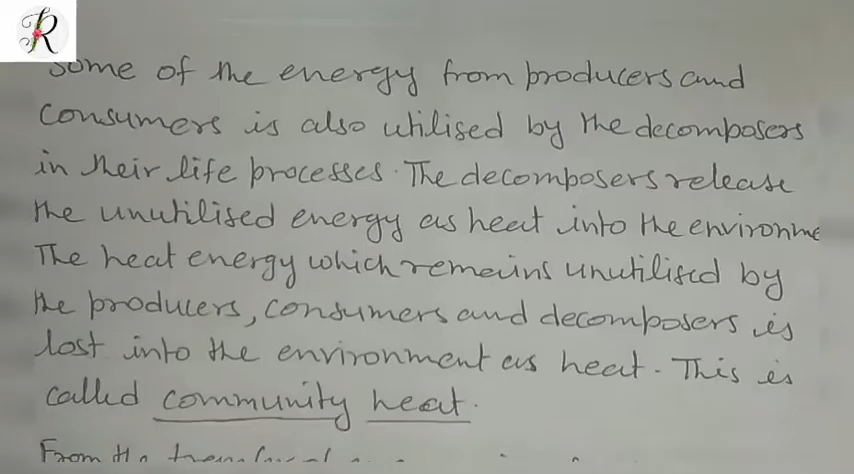 R
Some of the energy from producers and
consumers is also utilised by the decomposers
in their life processes. The decomposers release
the unutilised energy as heat into the environme
The heat energy which remains unutilised by
the producers, consumers and decomposers is
lost into the environment as heat. This is
called community heat.
From the